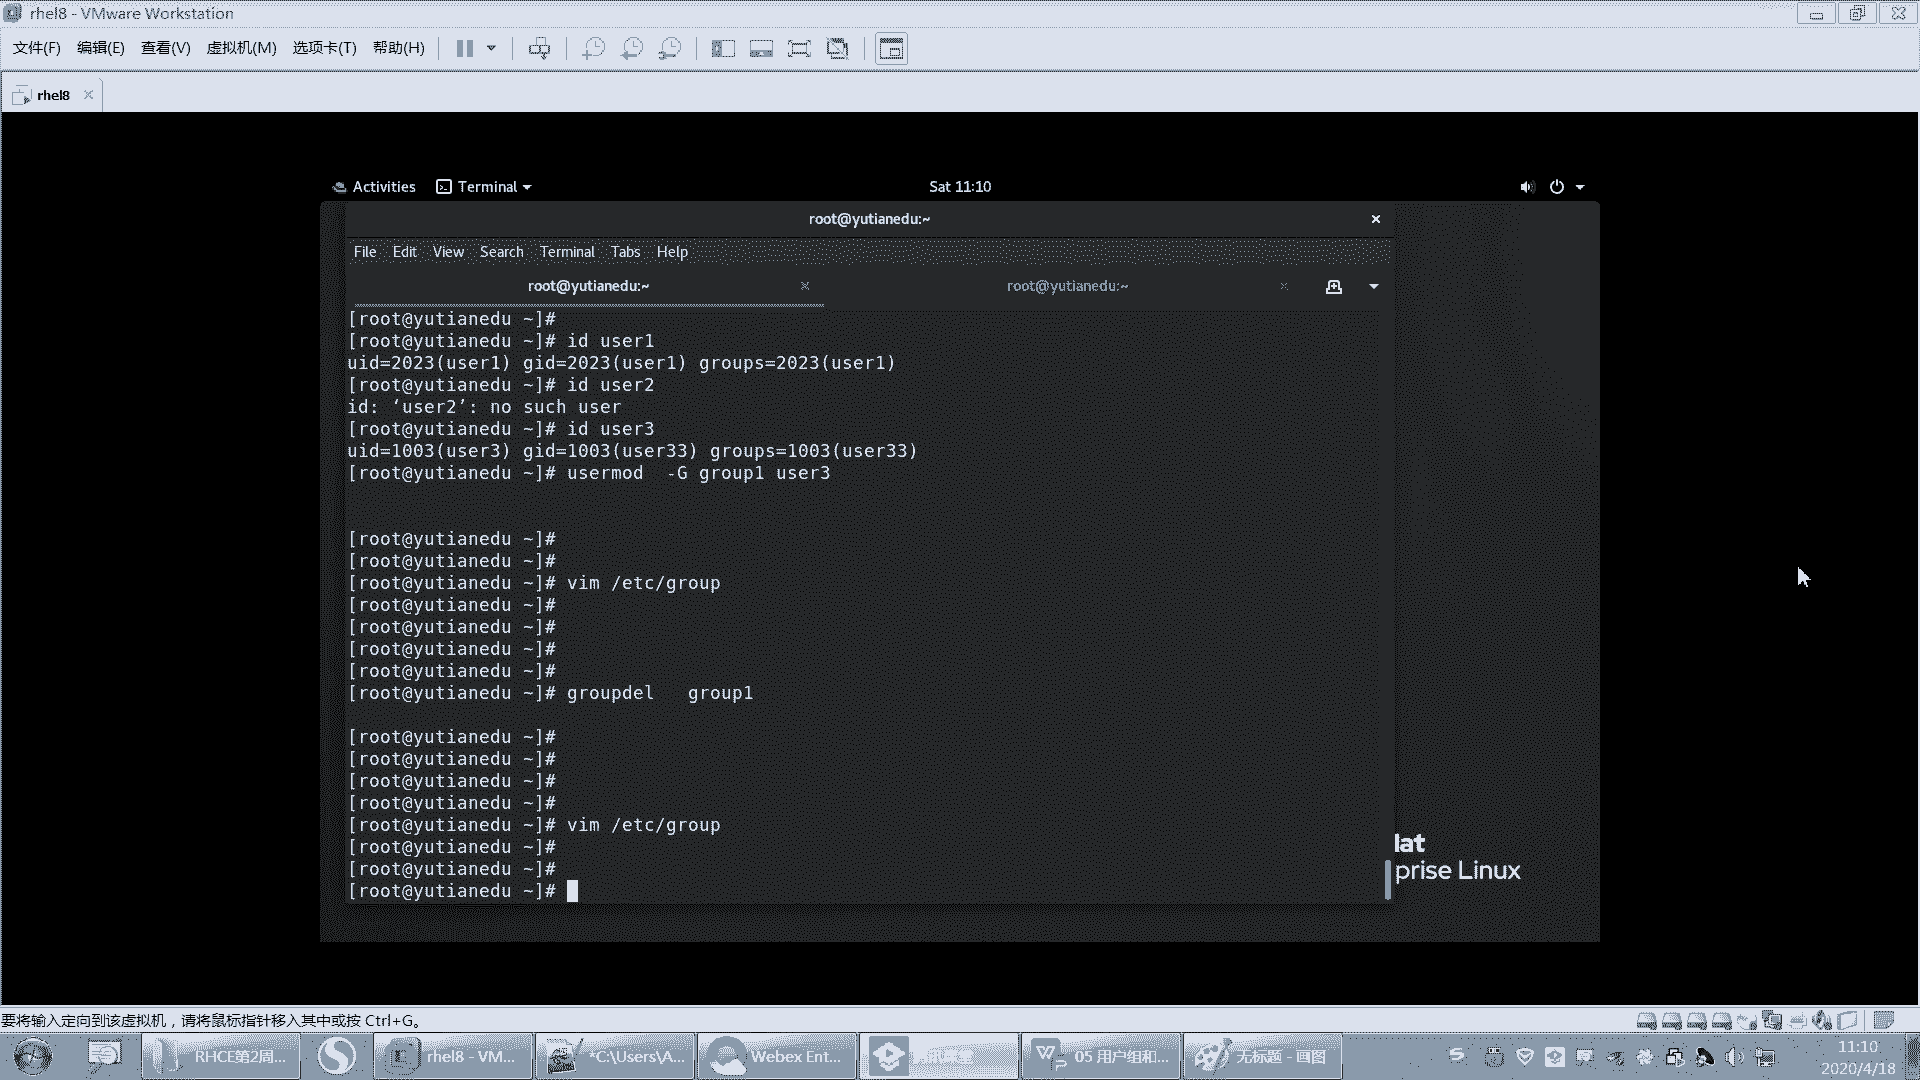 rhel8 - VMware Workstation
文件(F) 编辑(E) 查看(V) 虚拟机(M) 选项卡(T) 帮助(H)
rhel8
Activities Terminal Sat 11:10
root@yutianedu:~
File Edit View Search Terminal Tabs Help
root@yutianedu:~ root@yutianedu:~
[root@yutianedu ~]#
[root@yutianedu ~]# id user1
uid=2023(user1) gid=2023(user1) groups=2023(user1)
[root@yutianedu ~]# id user2
id: ‘user2’: no such user
[root@yutianedu ~]# id user3
uid=1003(user3) gid=1003(user33) groups=1003(user33)
[root@yutianedu ~]# usermod  -G group1 user3
[root@yutianedu ~]#
[root@yutianedu ~]#
[root@yutianedu ~]# vim /etc/group
[root@yutianedu ~]#
[root@yutianedu ~]#
[root@yutianedu ~]#
[root@yutianedu ~]#
[root@yutianedu ~]# groupdel   group1
[root@yutianedu ~]#
[root@yutianedu ~]#
[root@yutianedu ~]#
[root@yutianedu ~]#
[root@yutianedu ~]# vim /etc/group
[root@yutianedu ~]#
[root@yutianedu ~]#
[root@yutianedu ~]#
lat
prise Linux
要将输入定向到该虚拟机，请将鼠标指针移入其中或按 Ctrl+G。
RHCE第2周... rhel8 - VM... *C:\Users\A... Webex Ent... 05 用户组和... 无标题 - 画图
11:10
2020/4/18